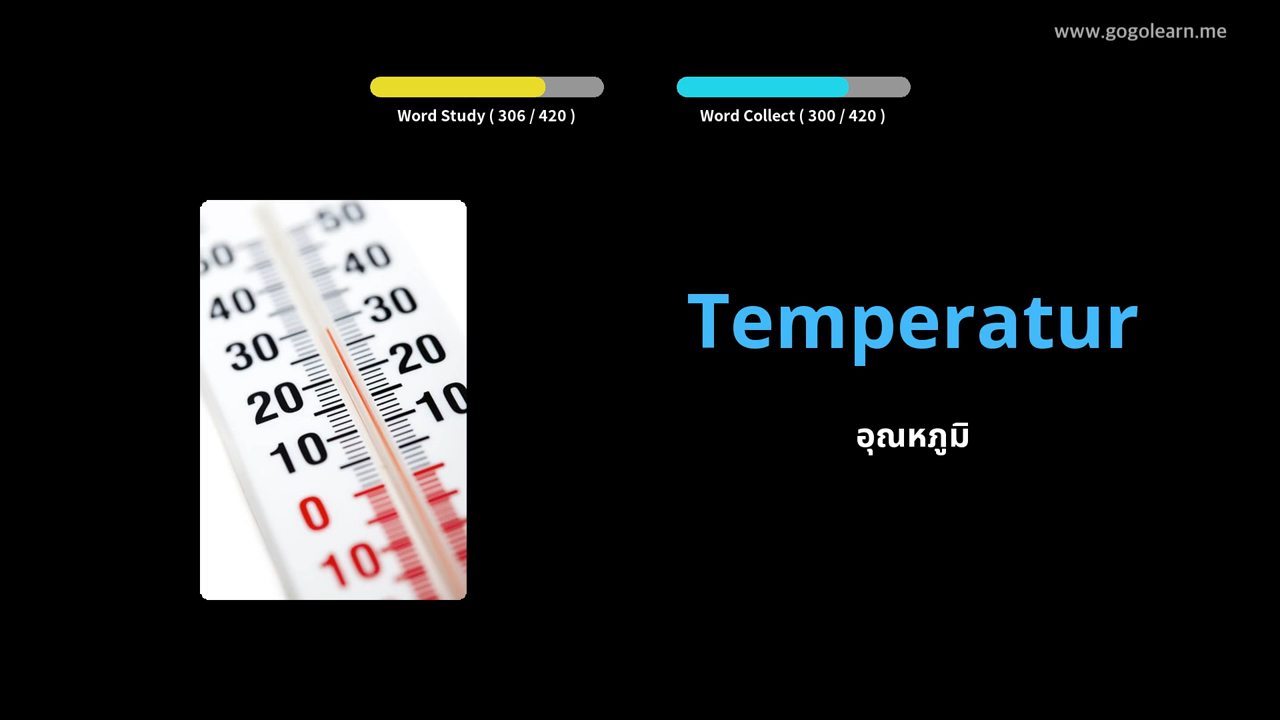 www.gogolearn.me
Word Study ( 306 / 420 )
Word Collect ( 300 / 420 )
50
40
30
20
10
0
10
50
40
30
20
10
Temperatur
อุณหภูมิ